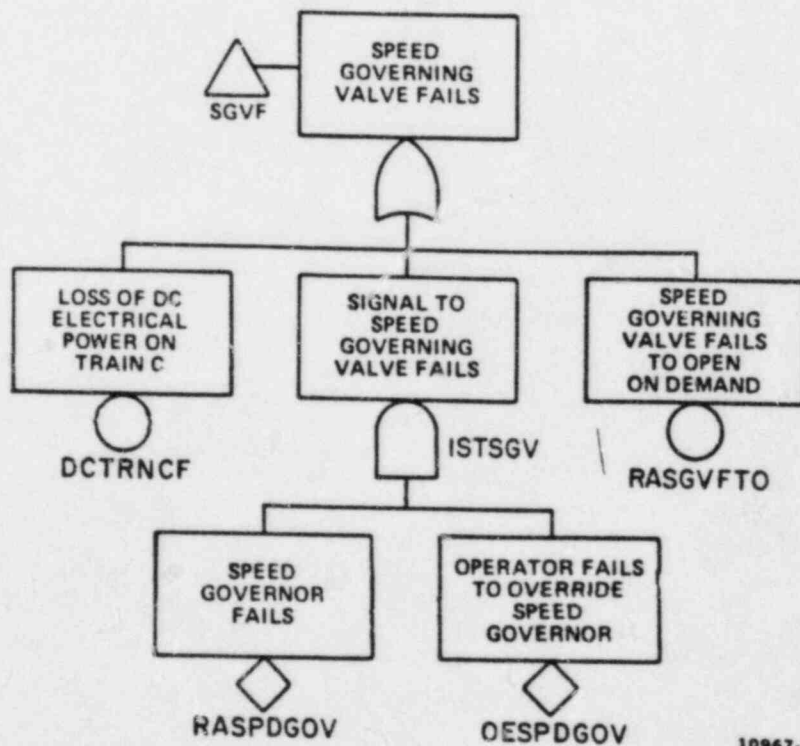 SPEED
GOVERNING
VALVE FAILS
SGVF
LOSS OF DC
ELECTRICAL
POWER ON
TRAIN C
SIGNAL TO
SPEED
GOVERNING
VALVE FAILS
SPEED
GOVERNING
VALVE FAILS
TO OPEN
ON DEMAND
DCTRNCF
ISTSGV
RASGVFTO
SPEED
GOVERNOR
FAILS
OPERATOR FAILS
TO OVERRIDE
SPEED
GOVERNOR
RASPDGOV
OESPDGOV
10967